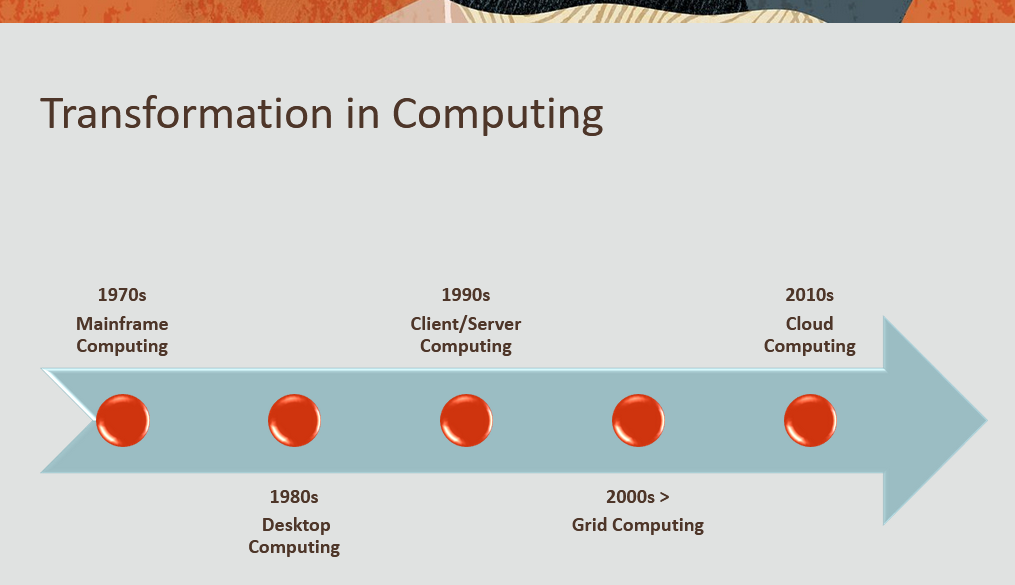 Transformation in Computing
1970s
Mainframe
Computing
1980s
Desktop
Computing
1990s
Client/Server
Computing
2000s >
Grid Computing
2010s
Cloud
Computing